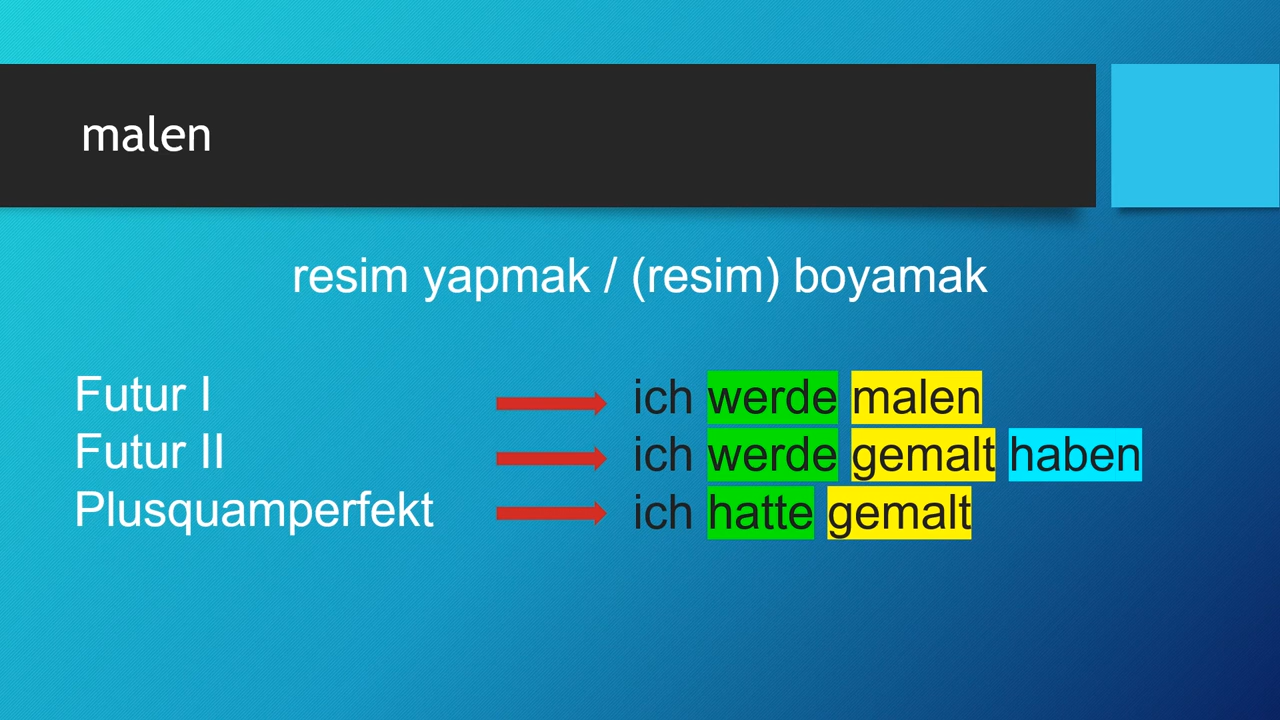 malen
resim yapmak / (resim) boyamak
Futur I ich werde malen
Futur II ich werde gemalt haben
Plusquamperfekt ich hatte gemalt